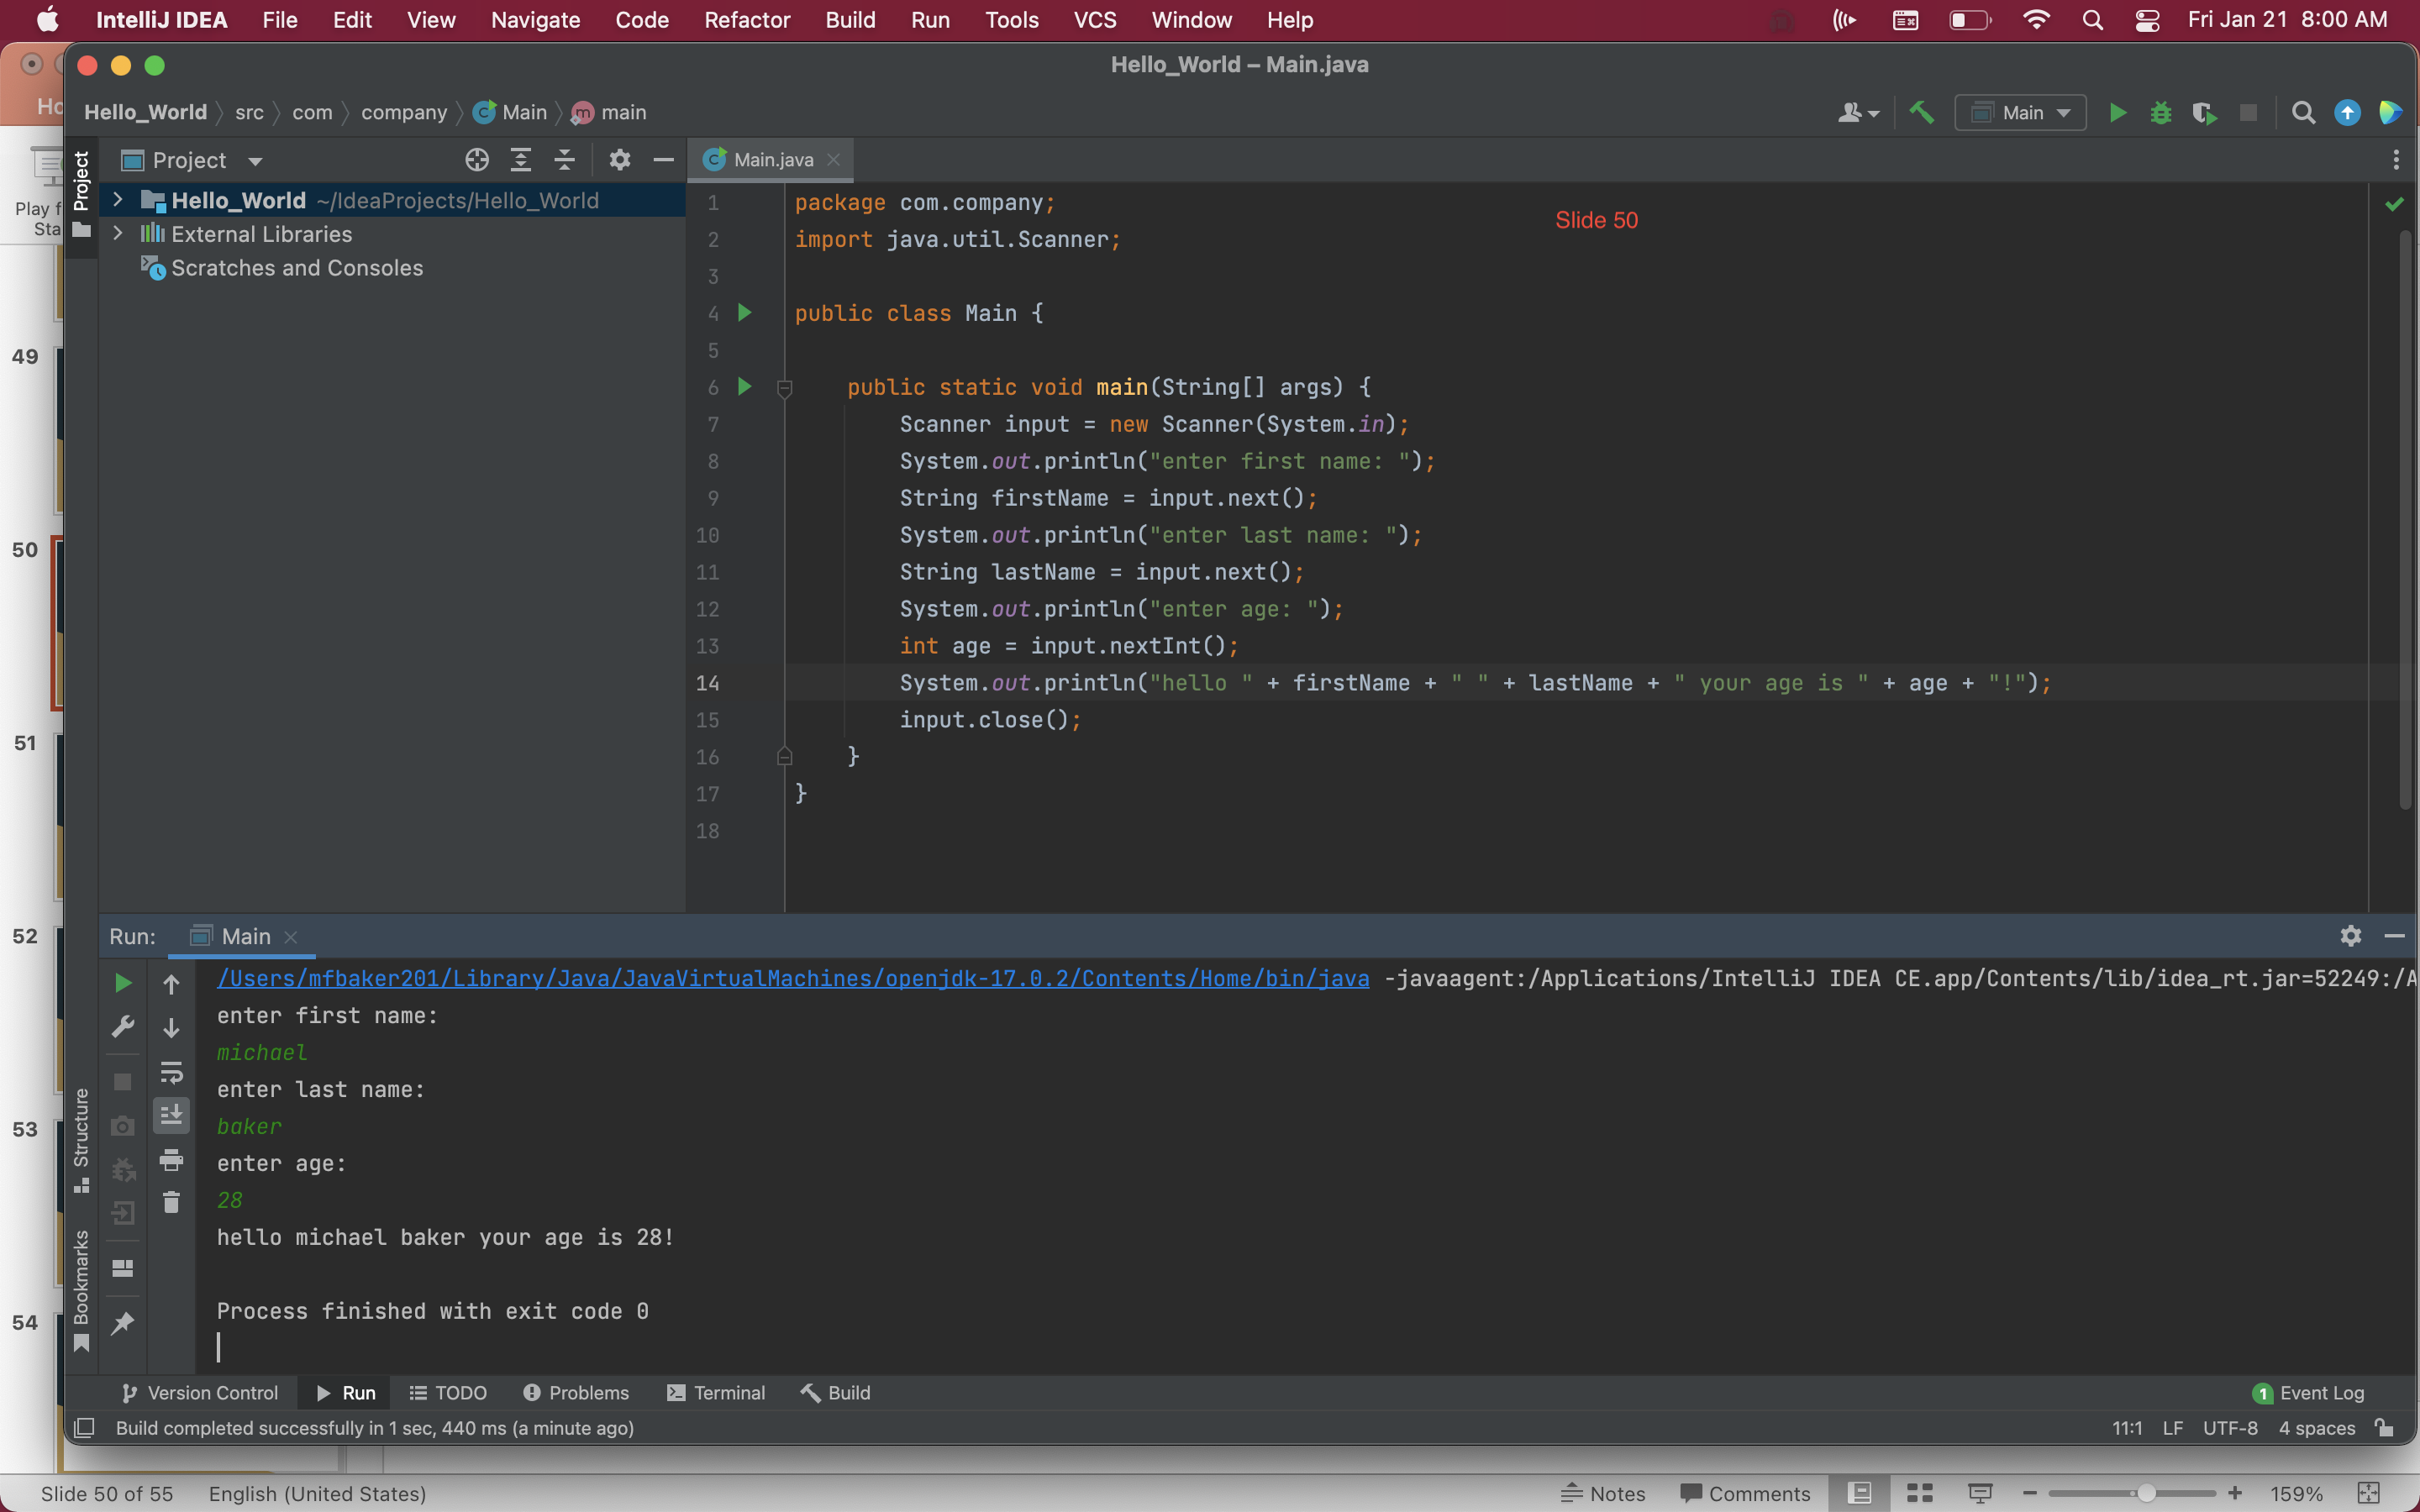 IntelliJ IDEA File Edit View Navigate Code Refactor Build Run Tools VCS Window Help Fri Jan 21 8:00 AM
Hello_World – Main.java
Hello_World src com company Main main Main
Play f
Sta
49
50
51
52
53
54
Project
Project
Hello_World ~/IdeaProjects/Hello_World
External Libraries
Scratches and Consoles
Main.java
Slide 50
1 package com.company;
2 import java.util.Scanner;
3
4 public class Main {
5
6 public static void main(String[] args) {
7 Scanner input = new Scanner(System.in);
8 System.out.println("enter first name: ");
9 String firstName = input.next();
10 System.out.println("enter last name: ");
11 String lastName = input.next();
12 System.out.println("enter age: ");
13 int age = input.nextInt();
14 System.out.println("hello " + firstName + " " + lastName + " your age is " + age + "!");
15 input.close();
16 }
17 }
18
Run: Main
/Users/mfbaker201/Library/Java/JavaVirtualMachines/openjdk-17.0.2/Contents/Home/bin/java -javaagent:/Applications/IntelliJ IDEA CE.app/Contents/lib/idea_rt.jar=52249:/A
enter first name:
michael
enter last name:
baker
enter age:
28
hello michael baker your age is 28!
Process finished with exit code 0
Structure
Bookmarks
Version Control Run TODO Problems Terminal Build 1 Event Log
Build completed successfully in 1 sec, 440 ms (a minute ago) 11:1 LF UTF-8 4 spaces
Slide 50 of 55 English (United States) Notes Comments 159%